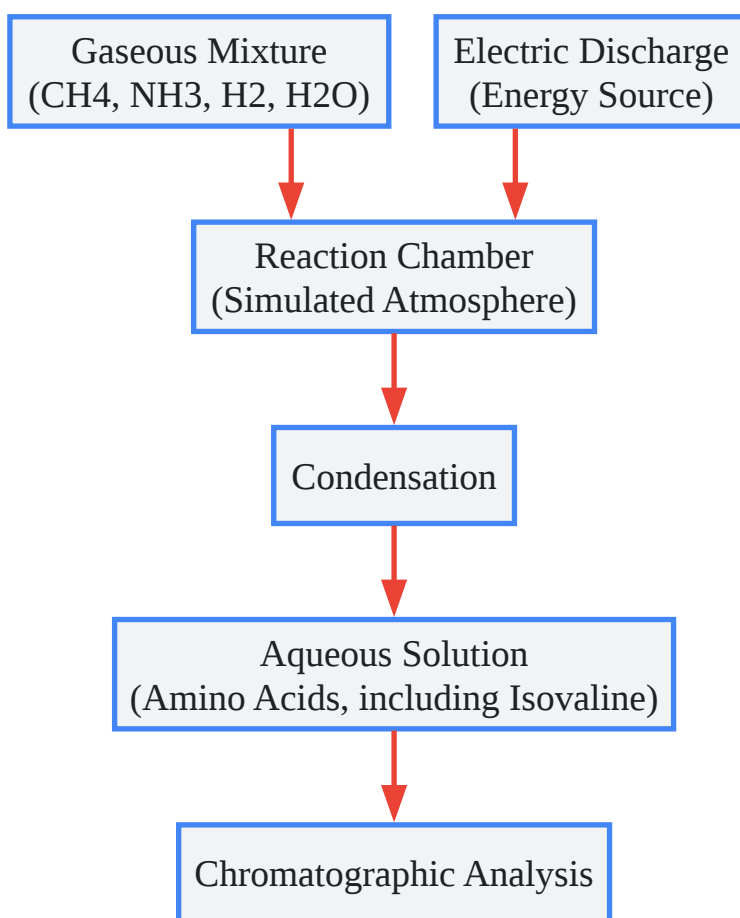 Gaseous Mixture
(CH4, NH3, H2, H2O)
Electric Discharge
(Energy Source)
Reaction Chamber
(Simulated Atmosphere)
Condensation
Aqueous Solution
(Amino Acids, including Isovaline)
Chromatographic Analysis